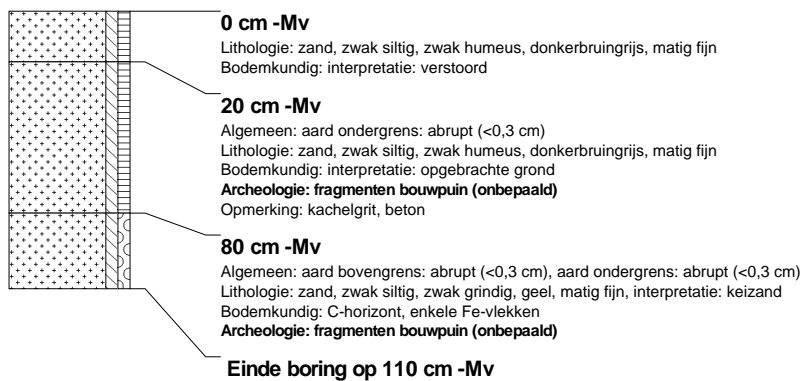 0 cm -Mv
Lithologie: zand, zwak siltig, zwak humeus, donkerbruingrijs, matig fijn
Bodemkundig: interpretatie: verstoord
20 cm -Mv
Algemeen: aard ondergrens: abrupt (<0,3 cm)
Lithologie: zand, zwak siltig, zwak humeus, donkerbruingrijs, matig fijn
Bodemkundig: interpretatie: opgebrachte grond
Archeologie: fragmenten bouwpuin (onbepaald)
Opmerking: kachelgrit, beton
80 cm -Mv
Algemeen: aard bovengrens: abrupt (<0,3 cm), aard ondergrens: abrupt (<0,3 cm)
Lithologie: zand, zwak siltig, zwak grindig, geel, matig fijn, interpretatie: keizand
Bodemkundig: C-horizont, enkele Fe-vlekken
Archeologie: fragmenten bouwpuin (onbepaald)
Einde boring op 110 cm -Mv